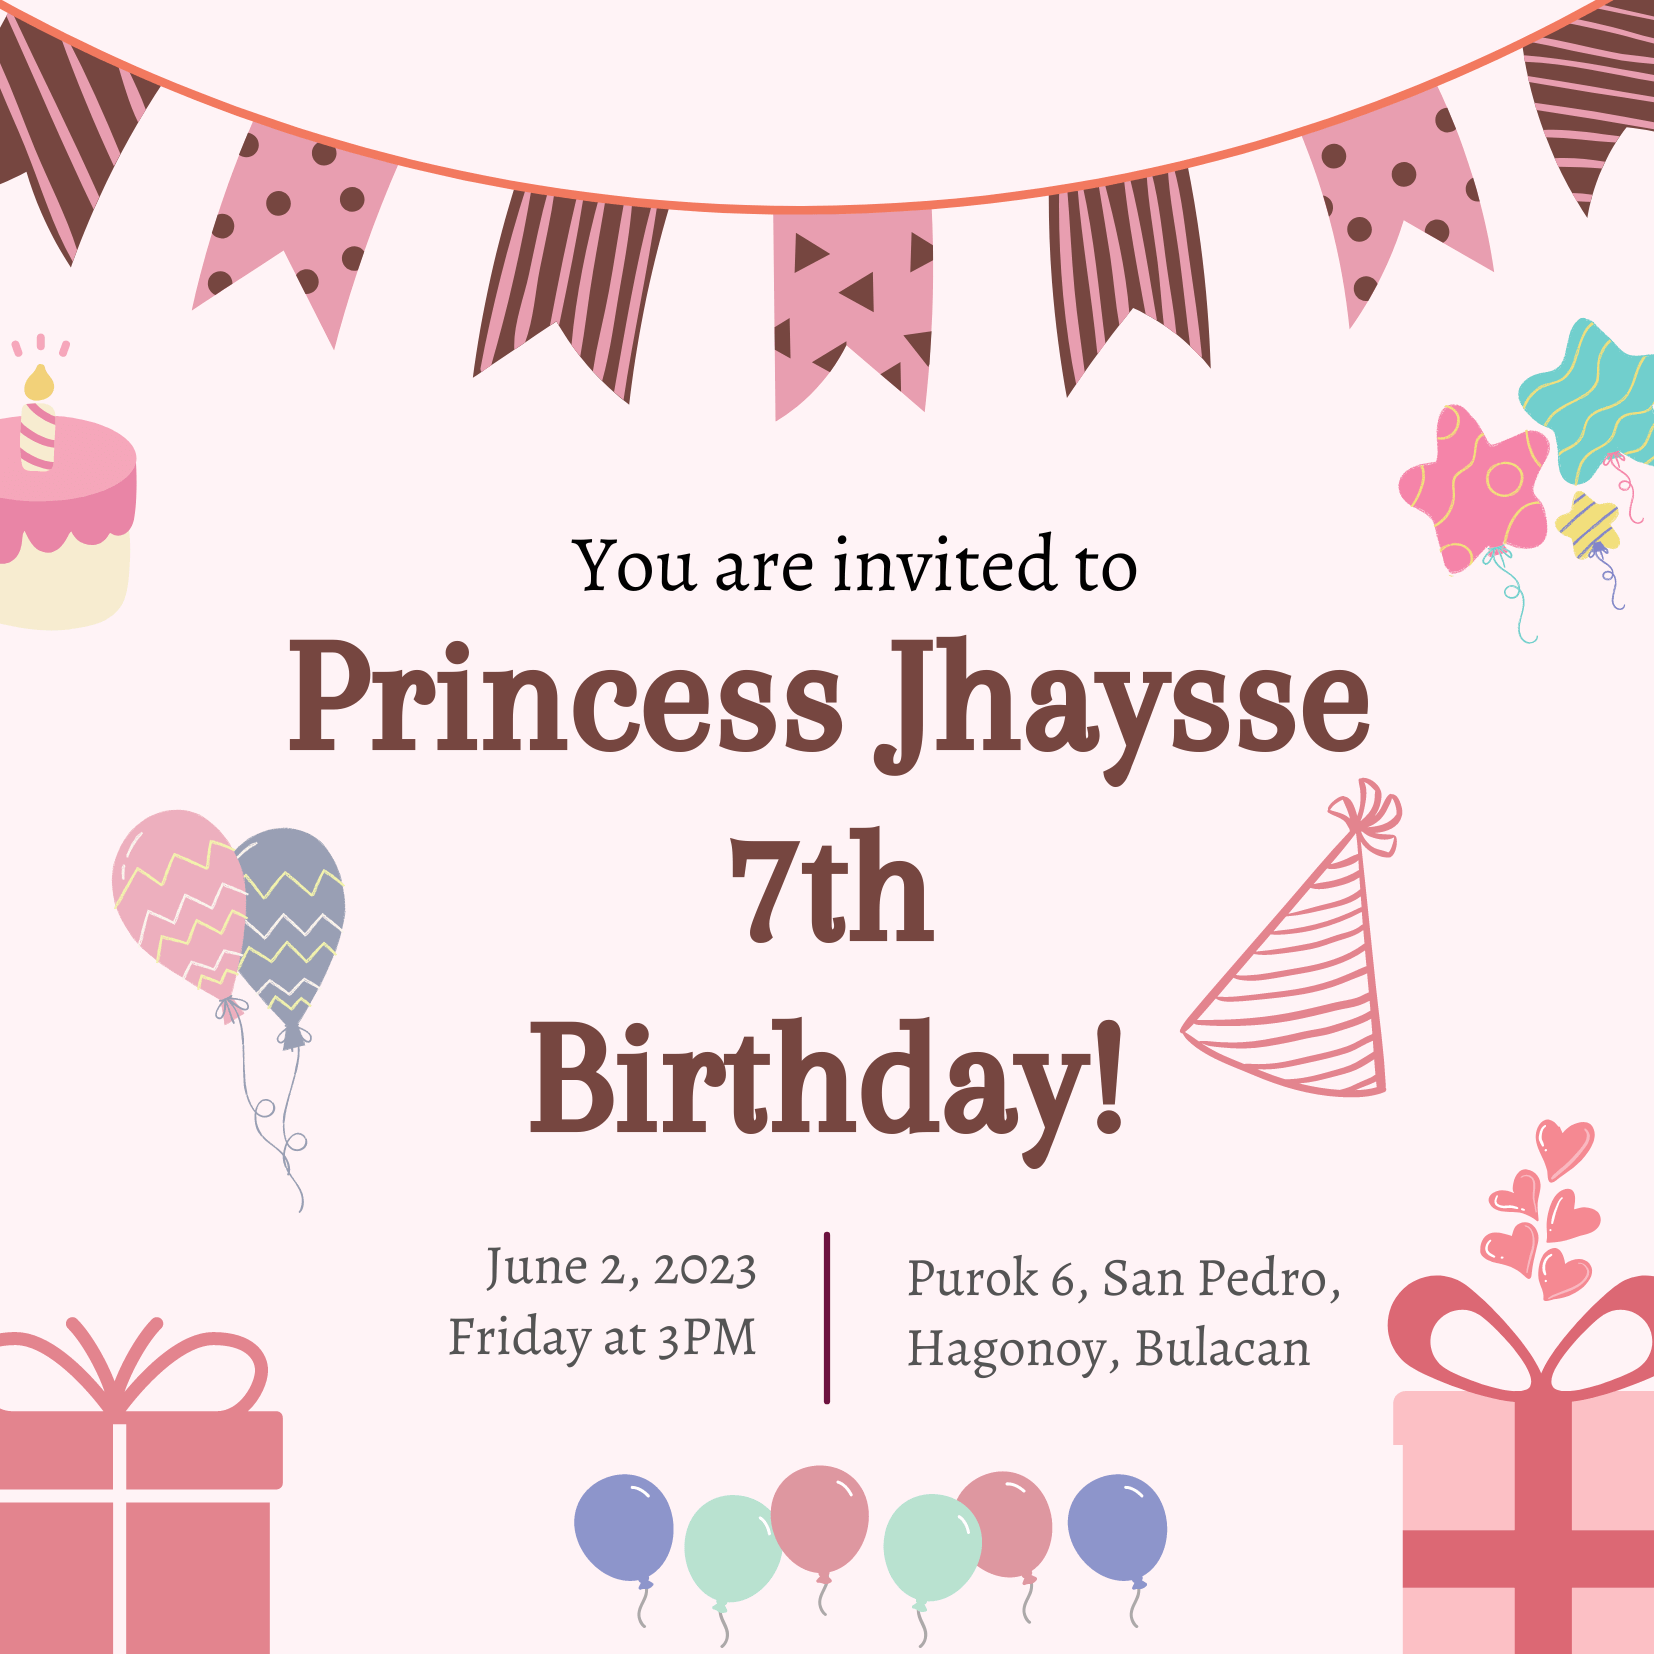 You are invited to
Princess Jhaysse
7th
Birthday!
June 2, 2023
Friday at 3PM
Purok 6, San Pedro,
Hagonoy, Bulacan